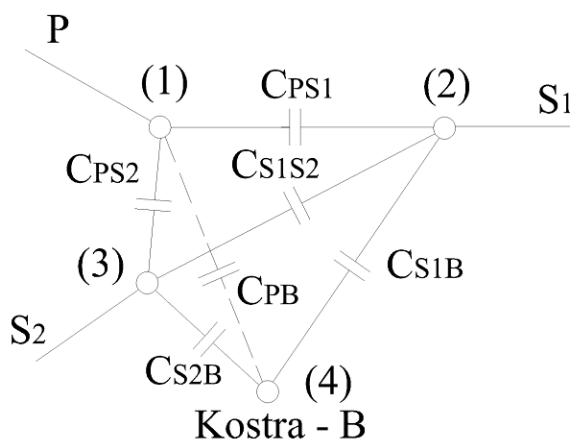 P
(1)
CPS1
(2)
S1
CPS2
CS1S2
(3)
CPB
CS1B
S2
CS2B
(4)
Kostra - B